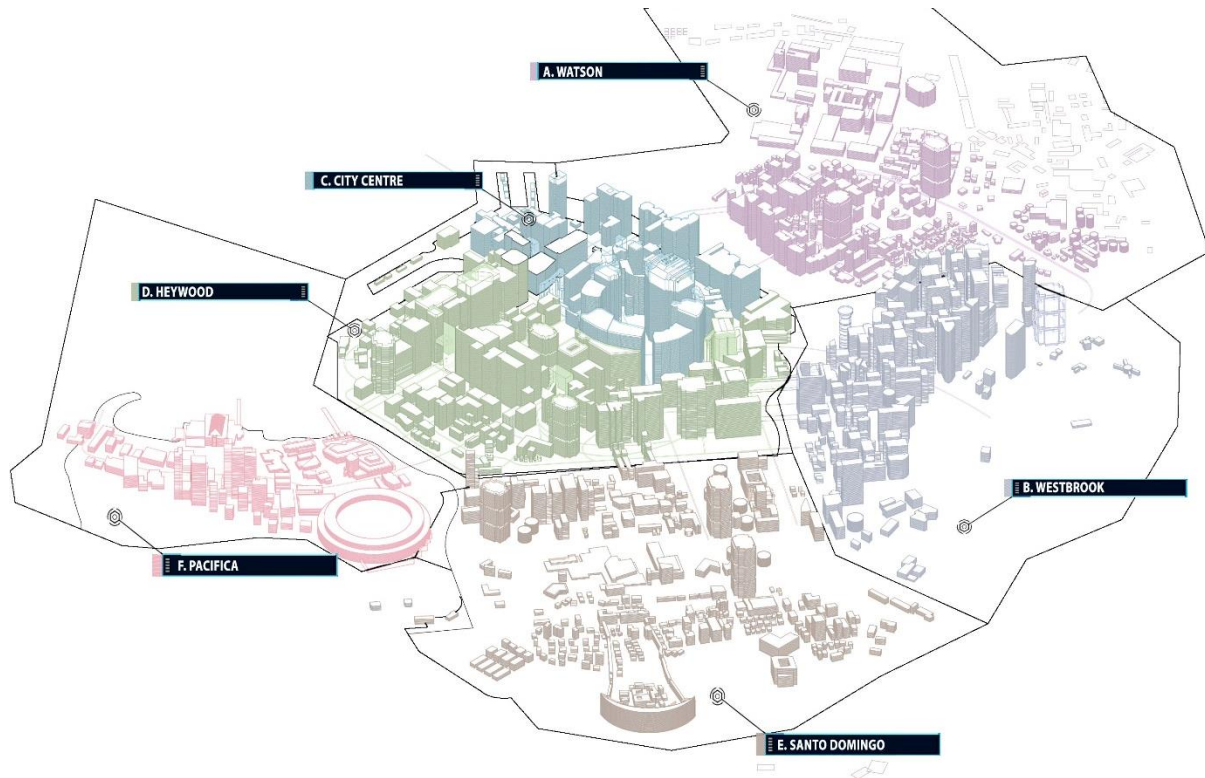 A. WATSON
C. CITY CENTRE
D. HEYWOOD
B. WESTBROOK
F. PACIFICA
E. SANTO DOMINGO